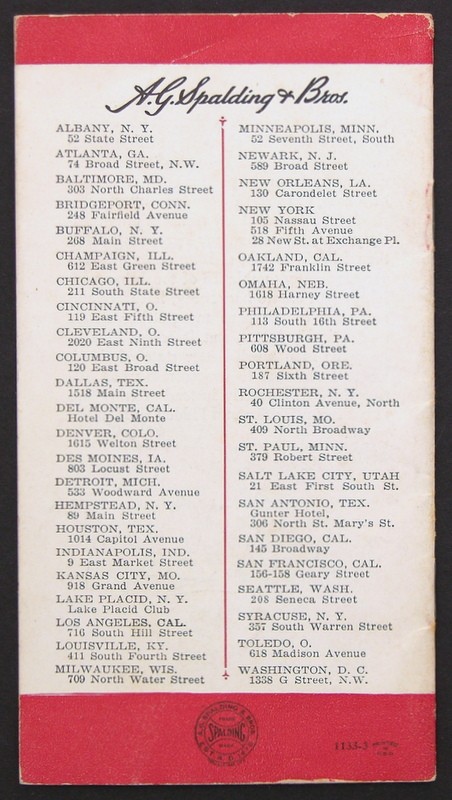 A.G. Spalding & Bros.
ALBANY, N. Y.
52 State Street
ATLANTA, GA.
74 Broad Street, N.W.
BALTIMORE, MD.
303 North Charles Street
BRIDGEPORT, CONN.
248 Fairfield Avenue
BUFFALO, N. Y.
268 Main Street
CHAMPAIGN, ILL.
612 East Green Street
CHICAGO, ILL.
211 South State Street
CINCINNATI, O.
119 East Fifth Street
CLEVELAND, O.
2020 East Ninth Street
COLUMBUS, O.
120 East Broad Street
DALLAS, TEX.
1518 Main Street
DEL MONTE, CAL.
Hotel Del Monte
DENVER, COLO.
1615 Welton Street
DES MOINES, IA.
803 Locust Street
DETROIT, MICH.
533 Woodward Avenue
HEMPSTEAD, N. Y.
89 Main Street
HOUSTON, TEX.
1014 Capitol Avenue
INDIANAPOLIS, IND.
9 East Market Street
KANSAS CITY, MO.
918 Grand Avenue
LAKE PLACID, N. Y.
Lake Placid Club
LOS ANGELES, CAL.
716 South Hill Street
LOUISVILLE, KY.
411 South Fourth Street
MILWAUKEE, WIS.
709 North Water Street
MINNEAPOLIS, MINN.
52 Seventh Street, South
NEWARK, N. J.
589 Broad Street
NEW ORLEANS, LA.
130 Carondelet Street
NEW YORK
105 Nassau Street
518 Fifth Avenue
28 New St. at Exchange Pl.
OAKLAND, CAL.
1742 Franklin Street
OMAHA, NEB.
1618 Harney Street
PHILADELPHIA, PA.
113 South 16th Street
PITTSBURGH, PA.
608 Wood Street
PORTLAND, ORE.
187 Sixth Street
ROCHESTER, N. Y.
40 Clinton Avenue, North
ST. LOUIS, MO.
409 North Broadway
ST. PAUL, MINN.
379 Robert Street
SALT LAKE CITY, UTAH
21 East First South St.
SAN ANTONIO, TEX.
Gunter Hotel,
306 North St. Mary's St.
SAN DIEGO, CAL.
145 Broadway
SAN FRANCISCO, CAL.
156-158 Geary Street
SEATTLE, WASH.
208 Seneca Street
SYRACUSE, N. Y.
357 South Warren Street
TOLEDO, O.
618 Madison Avenue
WASHINGTON, D. C.
1338 G Street, N.W.
A.G. SPALDING & BROS.
TRADE
SPALDING
MARK
1133-3